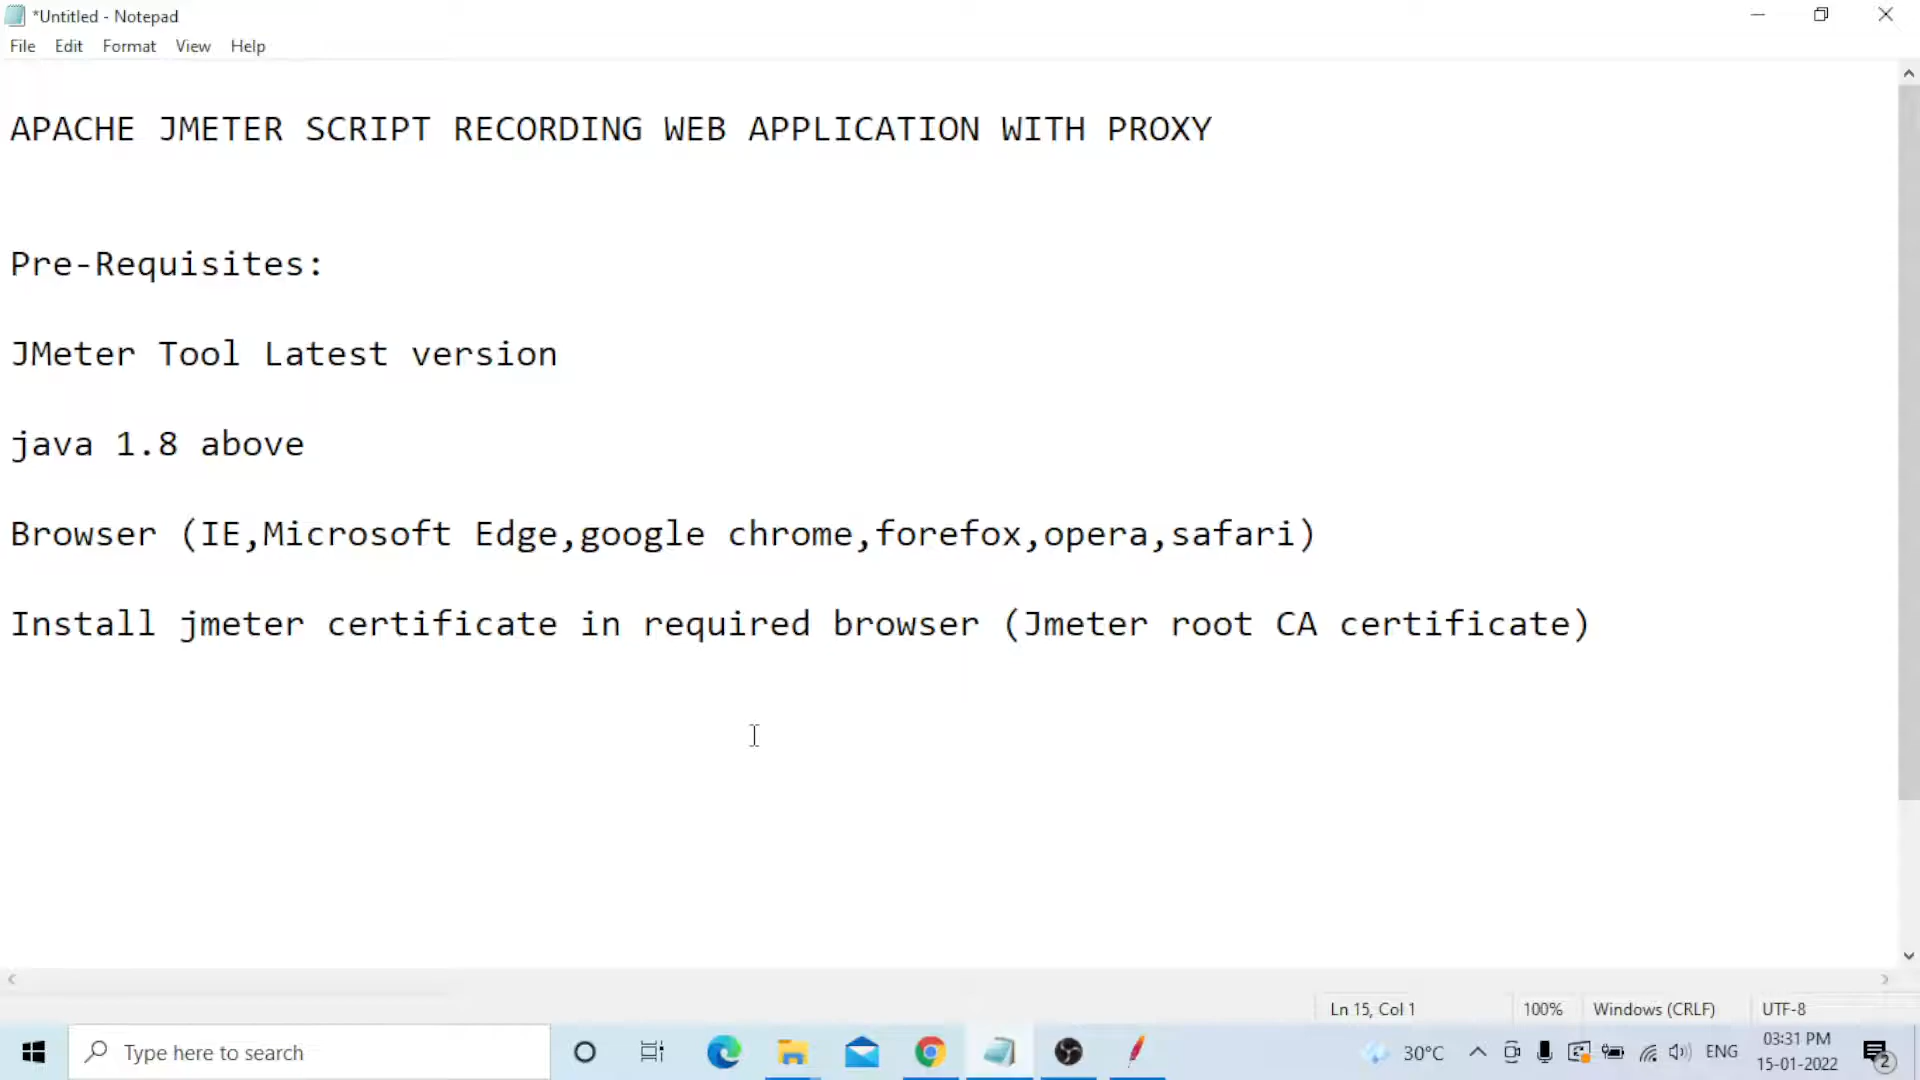 *Untitled - Notepad
File Edit Format View Help
APACHE JMETER SCRIPT RECORDING WEB APPLICATION WITH PROXY
Pre-Requisites:
JMeter Tool Latest version
java 1.8 above
Browser (IE,Microsoft Edge,google chrome,forefox,opera,safari)
Install jmeter certificate in required browser (Jmeter root CA certificate)
Ln 15, Col 1 100% Windows (CRLF) UTF-8
Type here to search
30°C
ENG
03:31 PM
15-01-2022
2